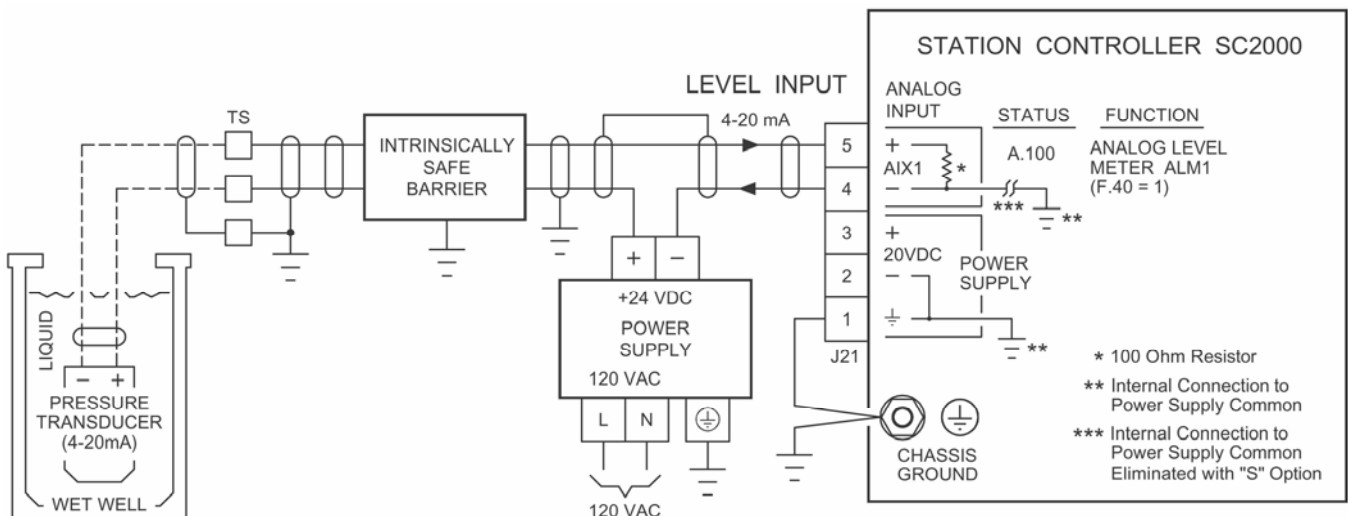 STATION CONTROLLER SC2000
LEVEL INPUT
4-20 mA
ANALOG
INPUT
STATUS
FUNCTION
5
+
AIX1
*
A.100
ANALOG LEVEL
METER ALM1
(F.40 = 1)
4
−
***
**
3
+
20VDC
2
−
POWER
SUPPLY
1
**
J21
* 100 Ohm Resistor
** Internal Connection to
Power Supply Common
*** Internal Connection to
Power Supply Common
Eliminated with "S" Option
CHASSIS
GROUND
TS
INTRINSICALLY
SAFE
BARRIER
+ −
+24 VDC
POWER
SUPPLY
120 VAC
L N
120 VAC
LIQUID
− +
PRESSURE
TRANSDUCER
(4-20mA)
WET WELL